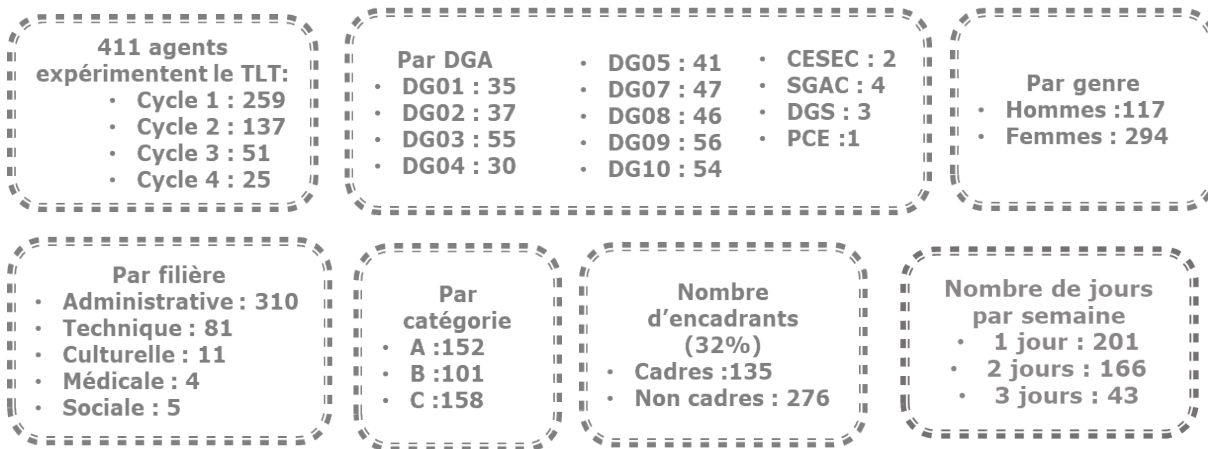 411 agents
expérimentent le TLT:
• Cycle 1 : 259
• Cycle 2 : 137
• Cycle 3 : 51
• Cycle 4 : 25
Par DGA
• DG01 : 35
• DG02 : 37
• DG03 : 55
• DG04 : 30
• DG05 : 41
• DG07 : 47
• DG08 : 46
• DG09 : 56
• DG10 : 54
• CESEC : 2
• SGAC : 4
• DGS : 3
• PCE :1
Par genre
• Hommes :117
• Femmes : 294
Par filière
• Administrative : 310
• Technique : 81
• Culturelle : 11
• Médicale : 4
• Sociale : 5
Par
catégorie
• A :152
• B :101
• C :158
Nombre
d’encadrants
(32%)
• Cadres :135
• Non cadres : 276
Nombre de jours
par semaine
• 1 jour : 201
• 2 jours : 166
• 3 jours : 43